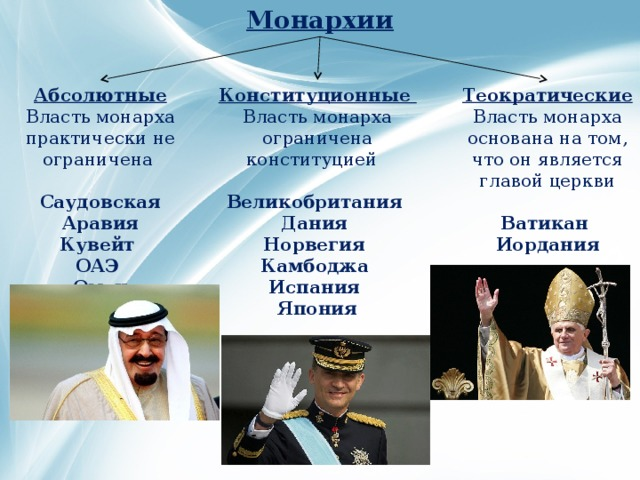 Монархии
Абсолютные
Власть монарха
практически не
ограничена
Саудовская
Аравия
Кувейт
ОАЭ
Конституционные
Власть монарха
ограничена
конституцией
Великобритания
Дания
Норвегия
Камбоджа
Испания
Япония
Теократические
Власть монарха
основана на том,
что он является
главой церкви
Ватикан
Иордания